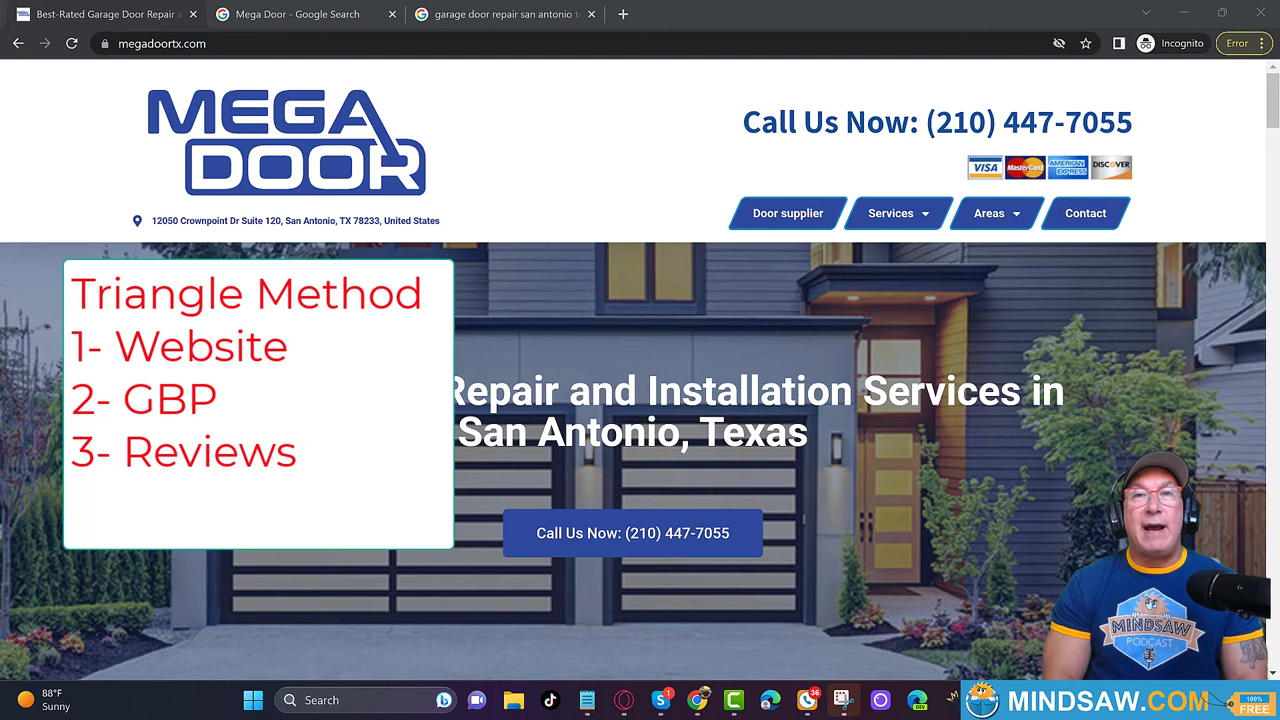 Best-Rated Garage Door Repair a
Mega Door - Google Search
garage door repair san antonio t
megadoortx.com
Incognito
Error
MEGA
DOOR
Call Us Now: (210) 447-7055
VISA
MasterCard
AMERICAN
EXPRESS
DISCOVER
12050 Crownpoint Dr Suite 120, San Antonio, TX 78233, United States
Door supplier
Services
Areas
Contact
Triangle Method
1- Website
2- GBP
3- Reviews
Repair and Installation Services in
San Antonio, Texas
Call Us Now: (210) 447-7055
MINDSAW
PODCAST
88°F
Sunny
Search
1
36
DEV
MINDSAW.COM
100%
FREE